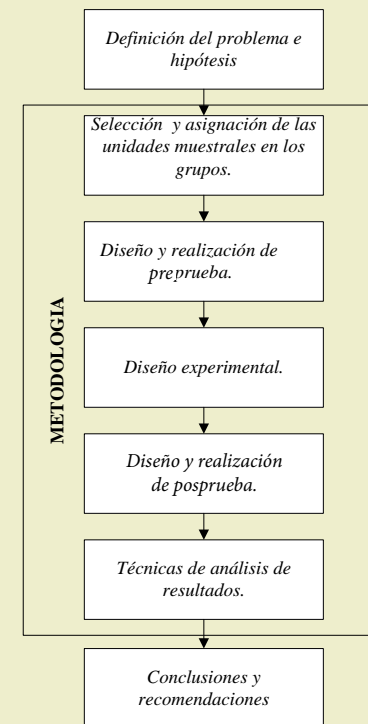 Definición del problema e
hipótesis
Selección y asignación de las
unidades muestrales en los
grupos.
Diseño y realización de
preprueba.
METODOLOGIA
Diseño experimental.
Diseño y realización
de posprueba.
Técnicas de análisis de
resultados.
Conclusiones y
recomendaciones